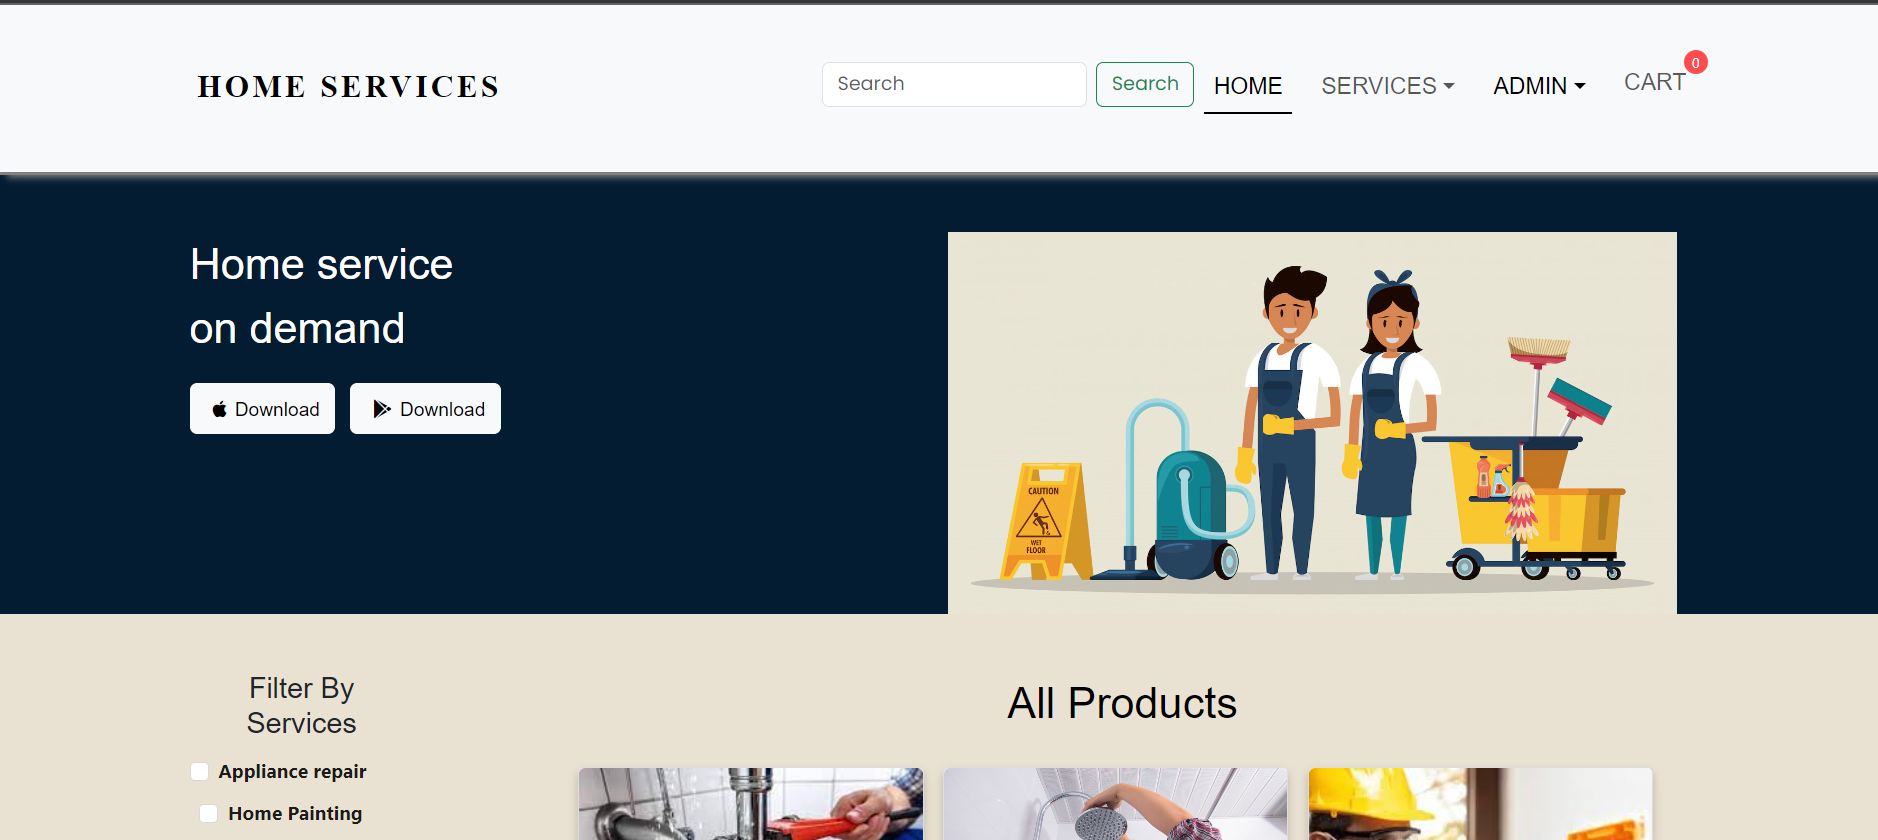 HOME SERVICES
Search
Search
HOME
SERVICES
ADMIN
CART
0
Home service
on demand
Download
Download
CAUTION
WET
FLOOR
Filter By
Services
All Products
Appliance repair
Home Painting